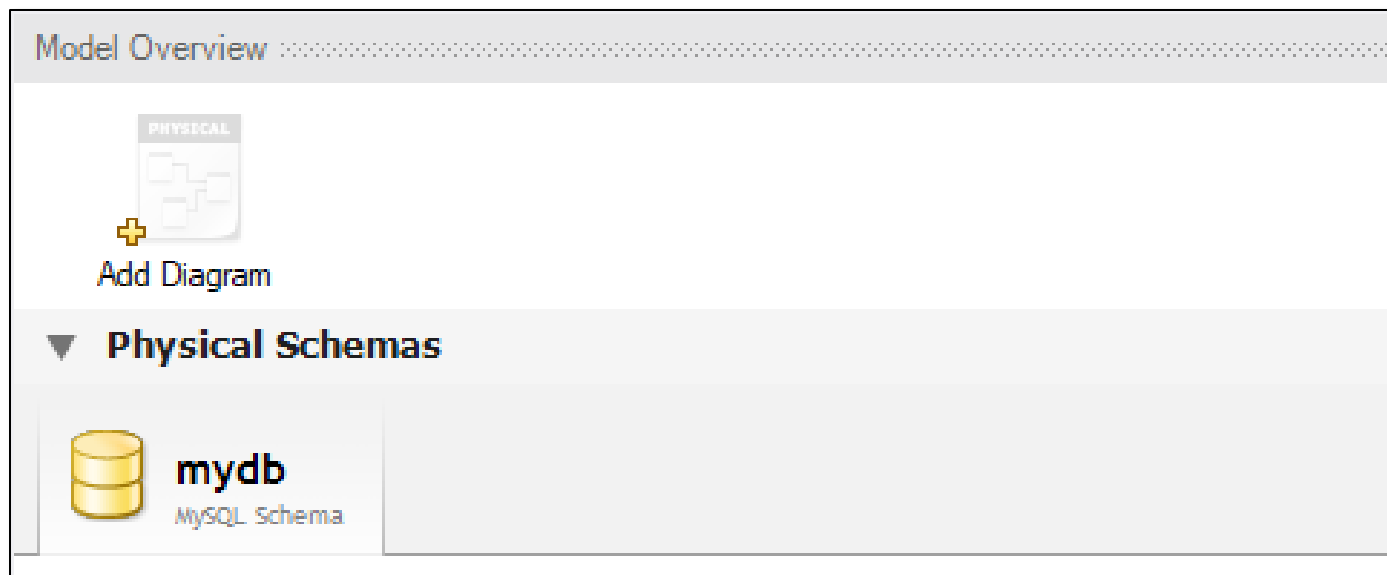 Model Overview
PHYSICAL
Add Diagram
Physical Schemas
mydb
MySQL Schema